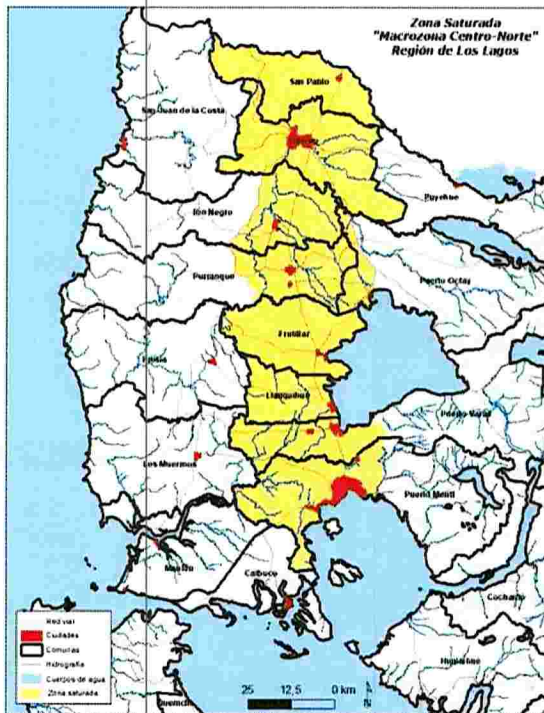 Zona Saturada
"Macrozona Centro-Norte"
Región de Los Lagos
San Pablo
San Juan de la Costa
Puyehue
Río Negro
Purranque
Puerto Octay
Frutillar
Fresia
Llanquihue
Puerto Varas
Los Muermos
Puerto Montt
Maullín
Calbuco
Cochamó
Hualaihué
Red vial
Ciudades
Comunas
Hidrografía
Cuerpos de agua
Zona saturada
25 12,5 0 km
N